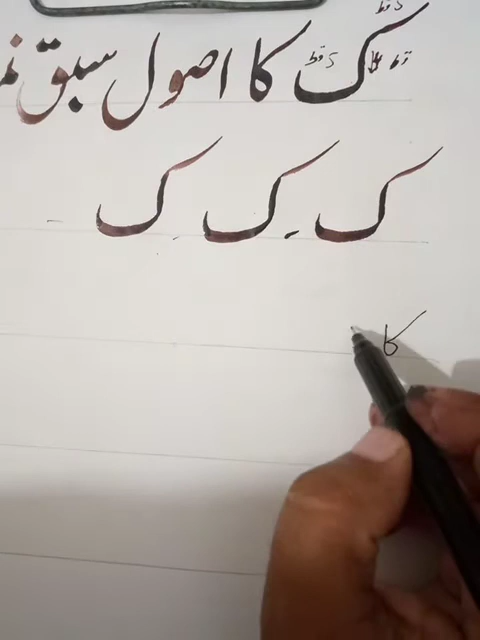 ک کا اصول سبق
ک ک ک
کا